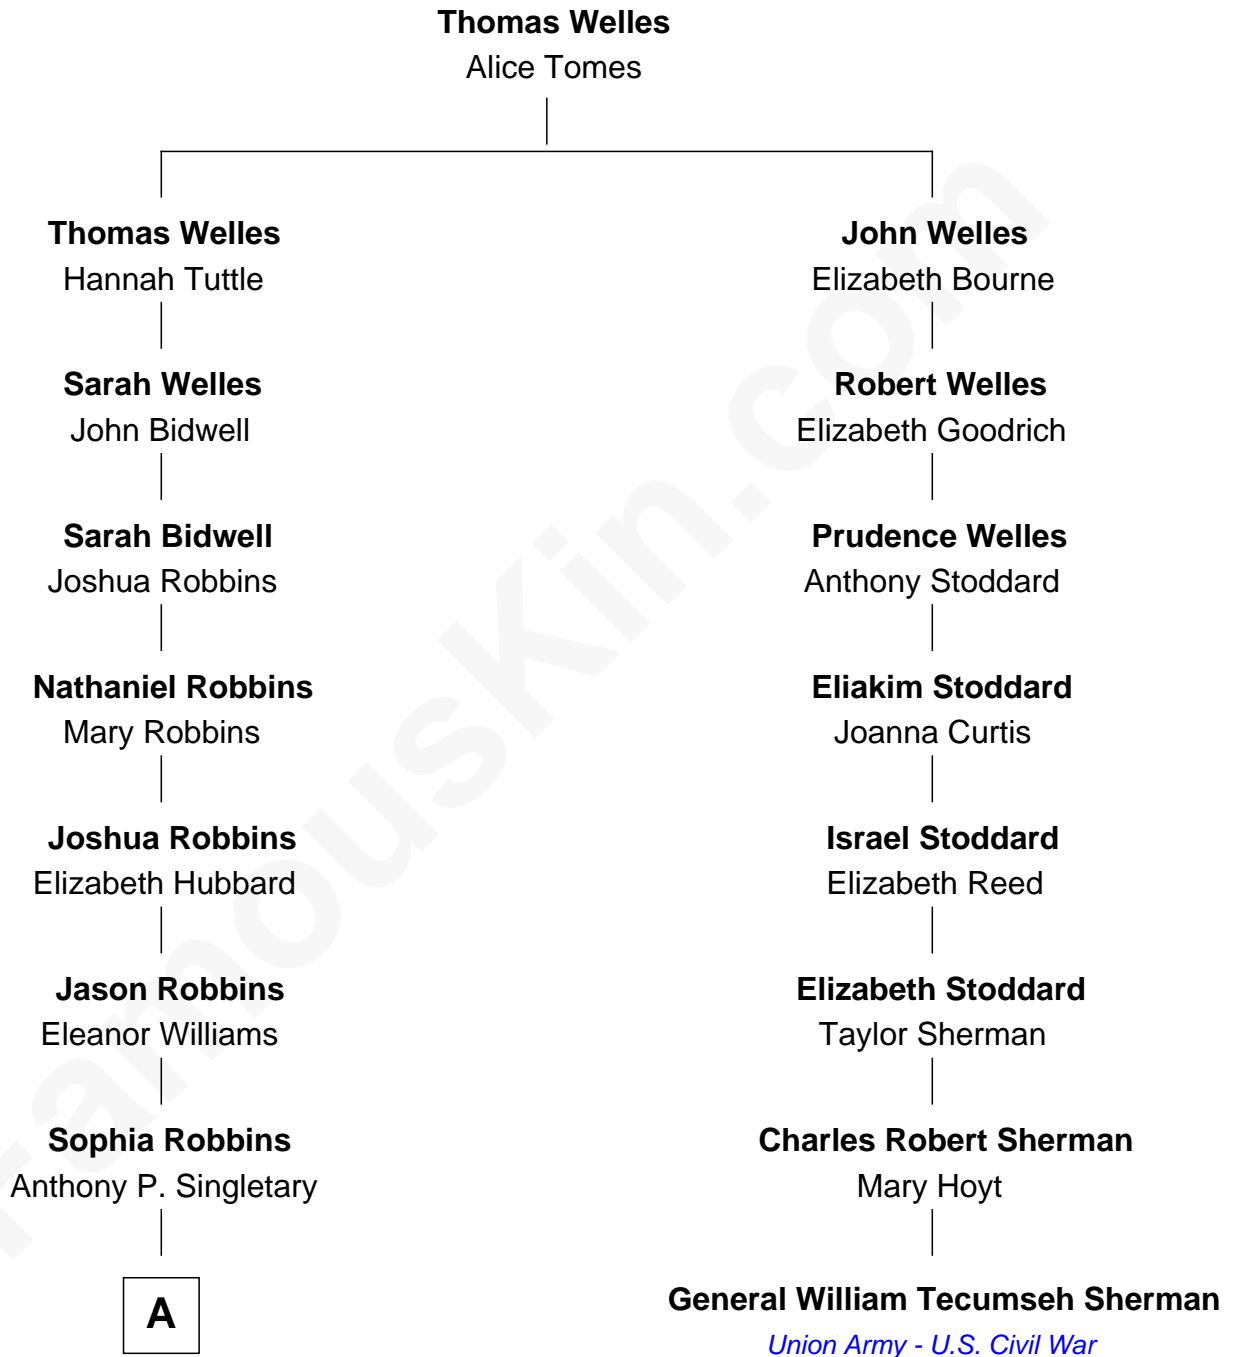 Thomas Welles
Alice Tomes
Thomas Welles
Hannah Tuttle
John Welles
Elizabeth Bourne
Sarah Welles
John Bidwell
Robert Welles
Elizabeth Goodrich
Sarah Bidwell
Joshua Robbins
Prudence Welles
Anthony Stoddard
Nathaniel Robbins
Mary Robbins
Eliakim Stoddard
Joanna Curtis
Joshua Robbins
Elizabeth Hubbard
Israel Stoddard
Elizabeth Reed
Jason Robbins
Eleanor Williams
Elizabeth Stoddard
Taylor Sherman
Sophia Robbins
Anthony P. Singletary
Charles Robert Sherman
Mary Hoyt
A
General William Tecumseh Sherman
Union Army - U.S. Civil War
FamousKin.com